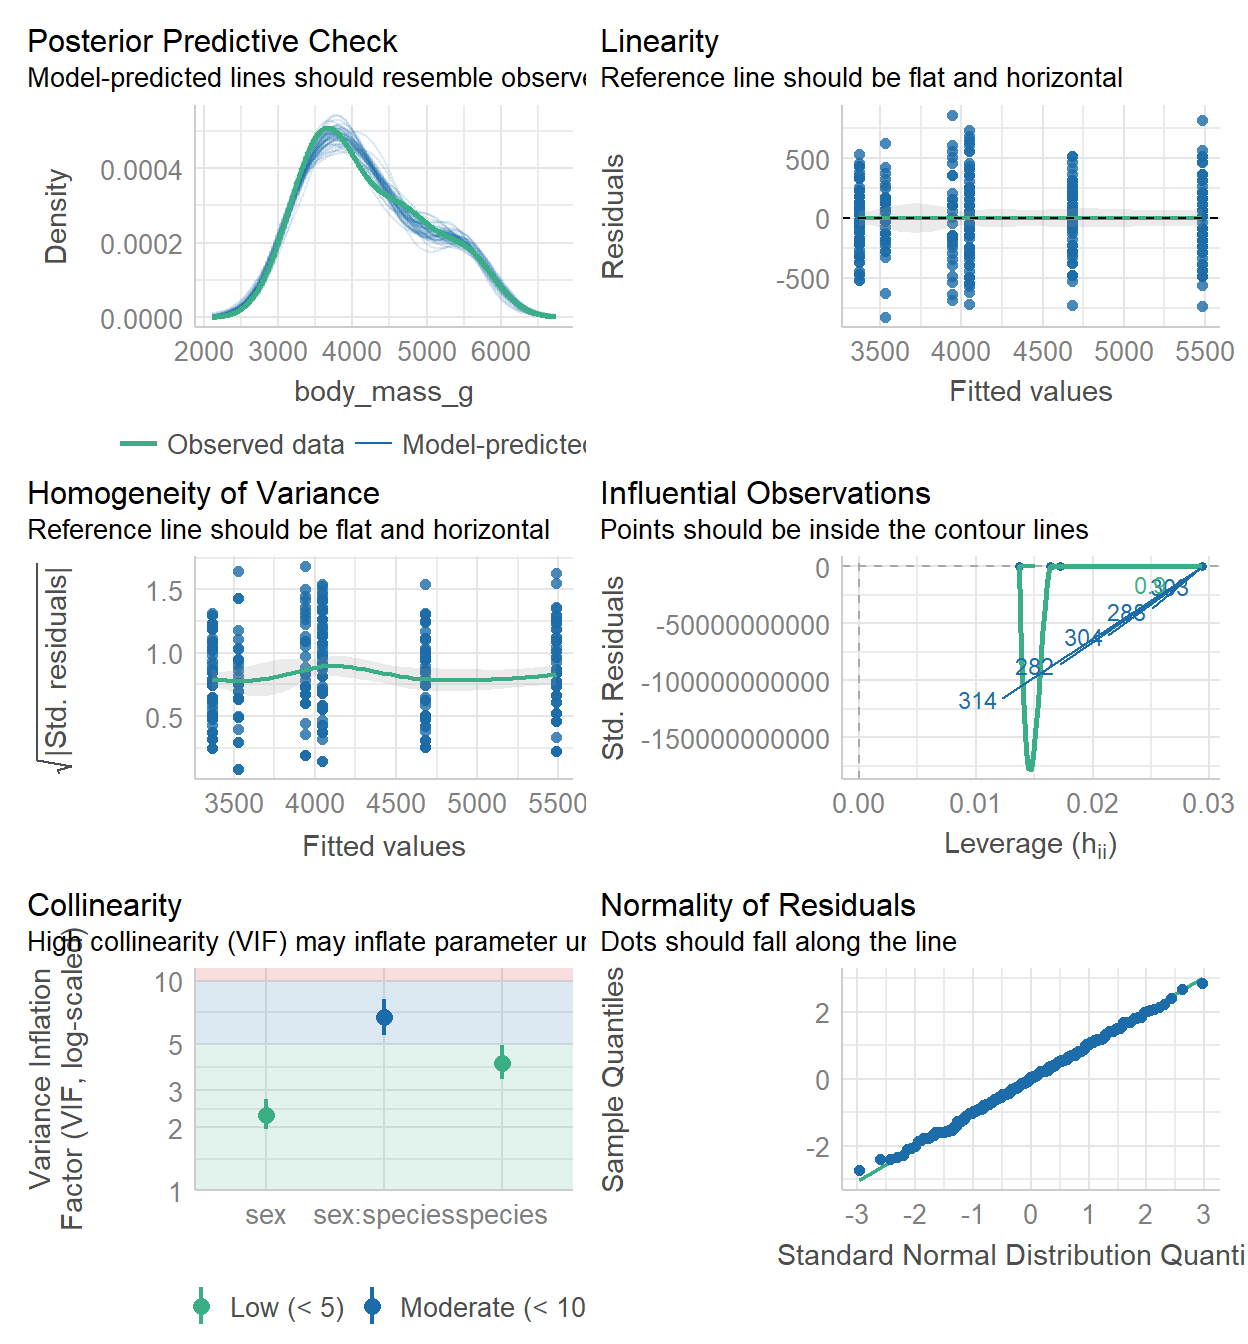 Posterior Predictive Check
Model-predicted lines should resemble observe
Density
0.0004
0.0002
0.0000
2000 3000 4000 5000 6000
body_mass_g
Observed data
Model-predicted
Linearity
Reference line should be flat and horizontal
Residuals
500
0
-500
3500 4000 4500 5000 5500
Fitted values
Homogeneity of Variance
Reference line should be flat and horizontal
√|Std. residuals|
1.5
1.0
0.5
3500 4000 4500 5000 5500
Fitted values
Influential Observations
Points should be inside the contour lines
Std. Residuals
0
-50000000000
-100000000000
-150000000000
0.9
303
288
304
282
314
0.00 0.01 0.02 0.03
Leverage (hii)
Collinearity
High collinearity (VIF) may inflate parameter un
Variance Inflation
Factor (VIF, log-scaled)
10
5
3
2
1
sex sex:species species
Low (< 5)
Moderate (< 10
Normality of Residuals
Dots should fall along the line
Sample Quantiles
2
0
-2
-3 -2 -1 0 1 2 3
Standard Normal Distribution Quanti